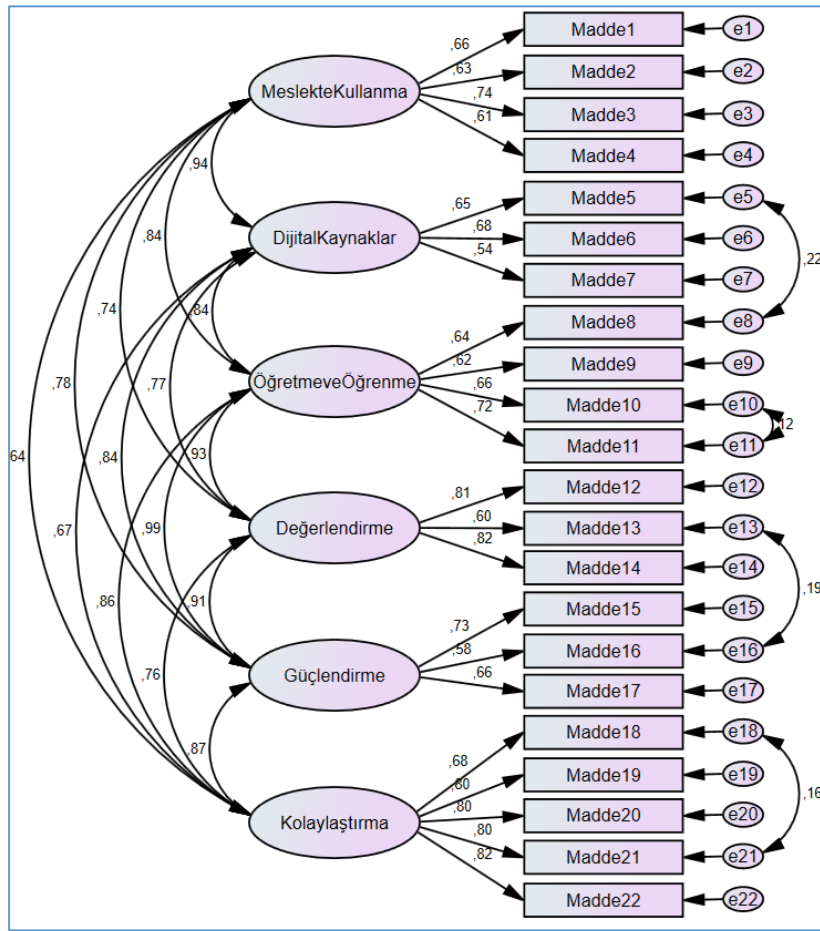 ,66
Madde1
e1
,63
Madde2
e2
MeslekteKullanma
,74
Madde3
e3
,61
Madde4
e4
,94
,65
Madde5
e5
,84
DijitalKaynaklar
,68
Madde6
e6
,54
Madde7
e7
,22
,74
,84
,64
Madde8
e8
,62
Madde9
e9
,78
,77
ÖğretmeveÖğrenme
,66
Madde10
e10
,12
,72
Madde11
e11
64
,84
,93
,81
Madde12
e12
,67
,99
Değerlendirme
,60
Madde13
e13
,82
Madde14
e14
,19
,86
,91
,73
Madde15
e15
,58
Madde16
e16
,76
Güçlendirme
,66
Madde17
e17
,87
,68
Madde18
e18
,80
Madde19
e19
,16
Kolaylaştırma
,80
Madde20
e20
,80
Madde21
e21
,82
Madde22
e22